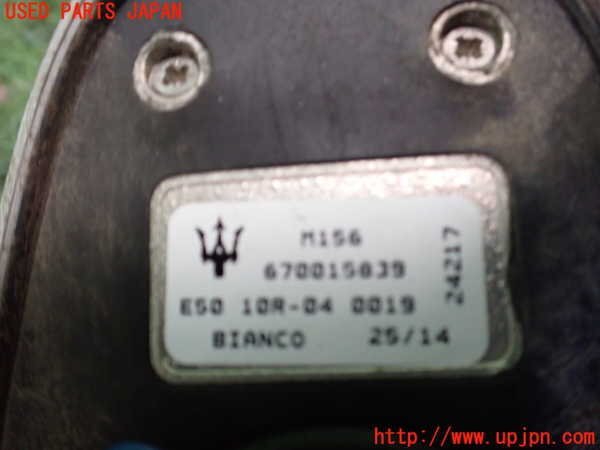 USED PARTS JAPAN
M156
670015839
E50 10R-04 0019
BIANCO 25/14
24217
http://www.upjpn.com/